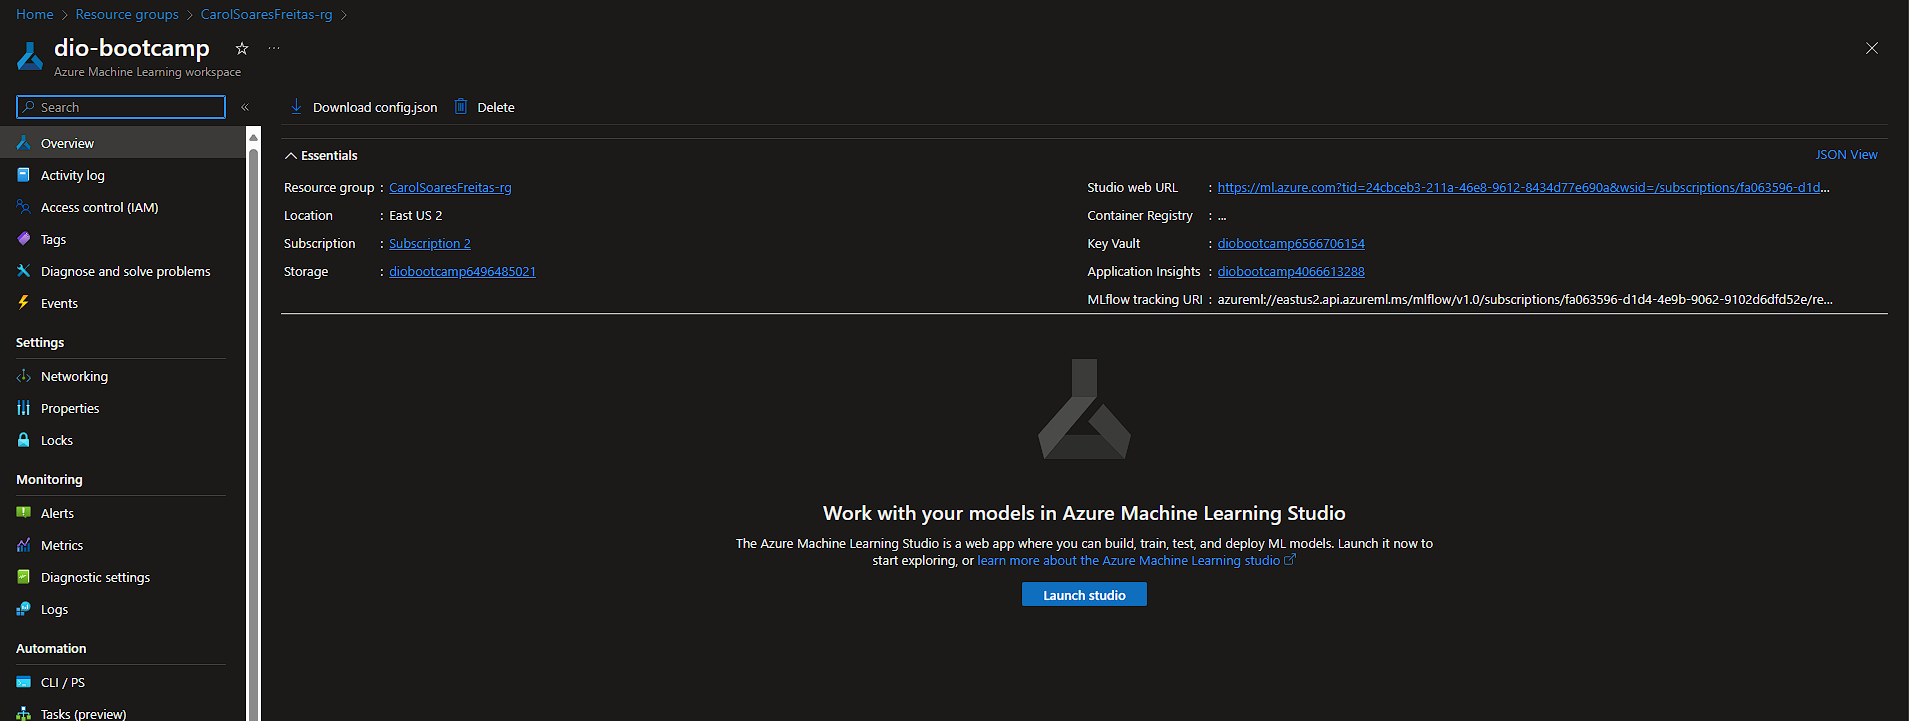 Home > Resource groups > CarolSoaresFreitas-rg >
dio-bootcamp
Azure Machine Learning workspace
Search
Overview
Activity log
Access control (IAM)
Tags
Diagnose and solve problems
Events
Settings
Networking
Properties
Locks
Monitoring
Alerts
Metrics
Diagnostic settings
Logs
Automation
CLI / PS
Tasks (preview)
Download config.json Delete
Essentials
JSON View
Resource group : CarolSoaresFreitas-rg
Location : East US 2
Subscription : Subscription 2
Storage : diobootcamp6496485021
Studio web URL : https://ml.azure.com?tid=24cbceb3-211a-46e8-9612-8434d77e690a&wsid=/subscriptions/fa063596-d1d...
Container Registry : ...
Key Vault : diobootcamp6566706154
Application Insights : diobootcamp4066613288
MLflow tracking URI : azureml://eastus2.api.azureml.ms/mlflow/v1.0/subscriptions/fa063596-d1d4-4e9b-9062-9102d6dfd52e/re...
Work with your models in Azure Machine Learning Studio
The Azure Machine Learning Studio is a web app where you can build, train, test, and deploy ML models. Launch it now to
start exploring, or learn more about the Azure Machine Learning studio
Launch studio